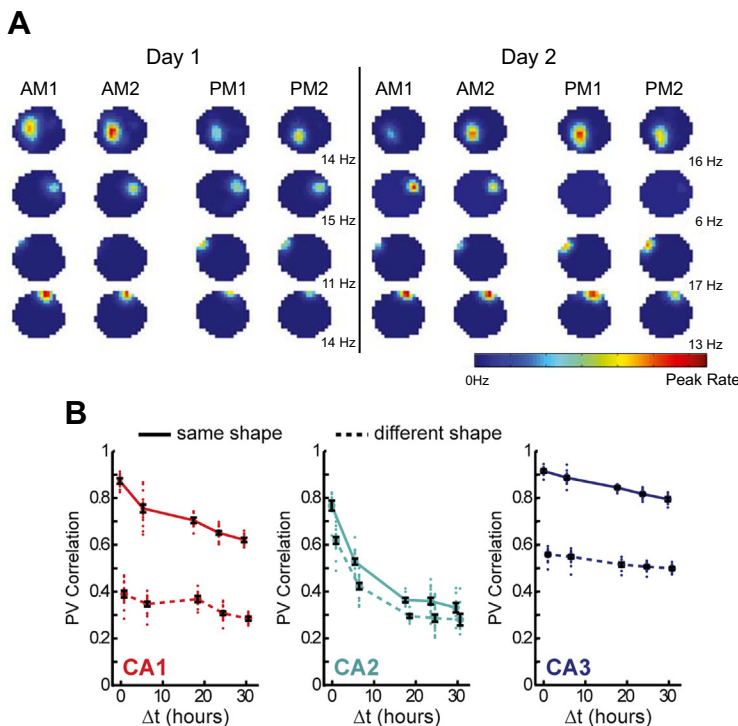 A
Day 1
Day 2
AM1 AM2 PM1 PM2 AM1 AM2 PM1 PM2
14 Hz 16 Hz
15 Hz 6 Hz
11 Hz 17 Hz
14 Hz 13 Hz
0Hz Peak Rate
B
same shape different shape
1 1 1
0.8 0.8 0.8
0.6 0.6 0.6
0.4 0.4 0.4
0.2 0.2 0.2
0 0 0
PV Correlation PV Correlation PV Correlation
CA1 CA2 CA3
0 10 20 30 0 10 20 30 0 10 20 30
Δt (hours) Δt (hours) Δt (hours)